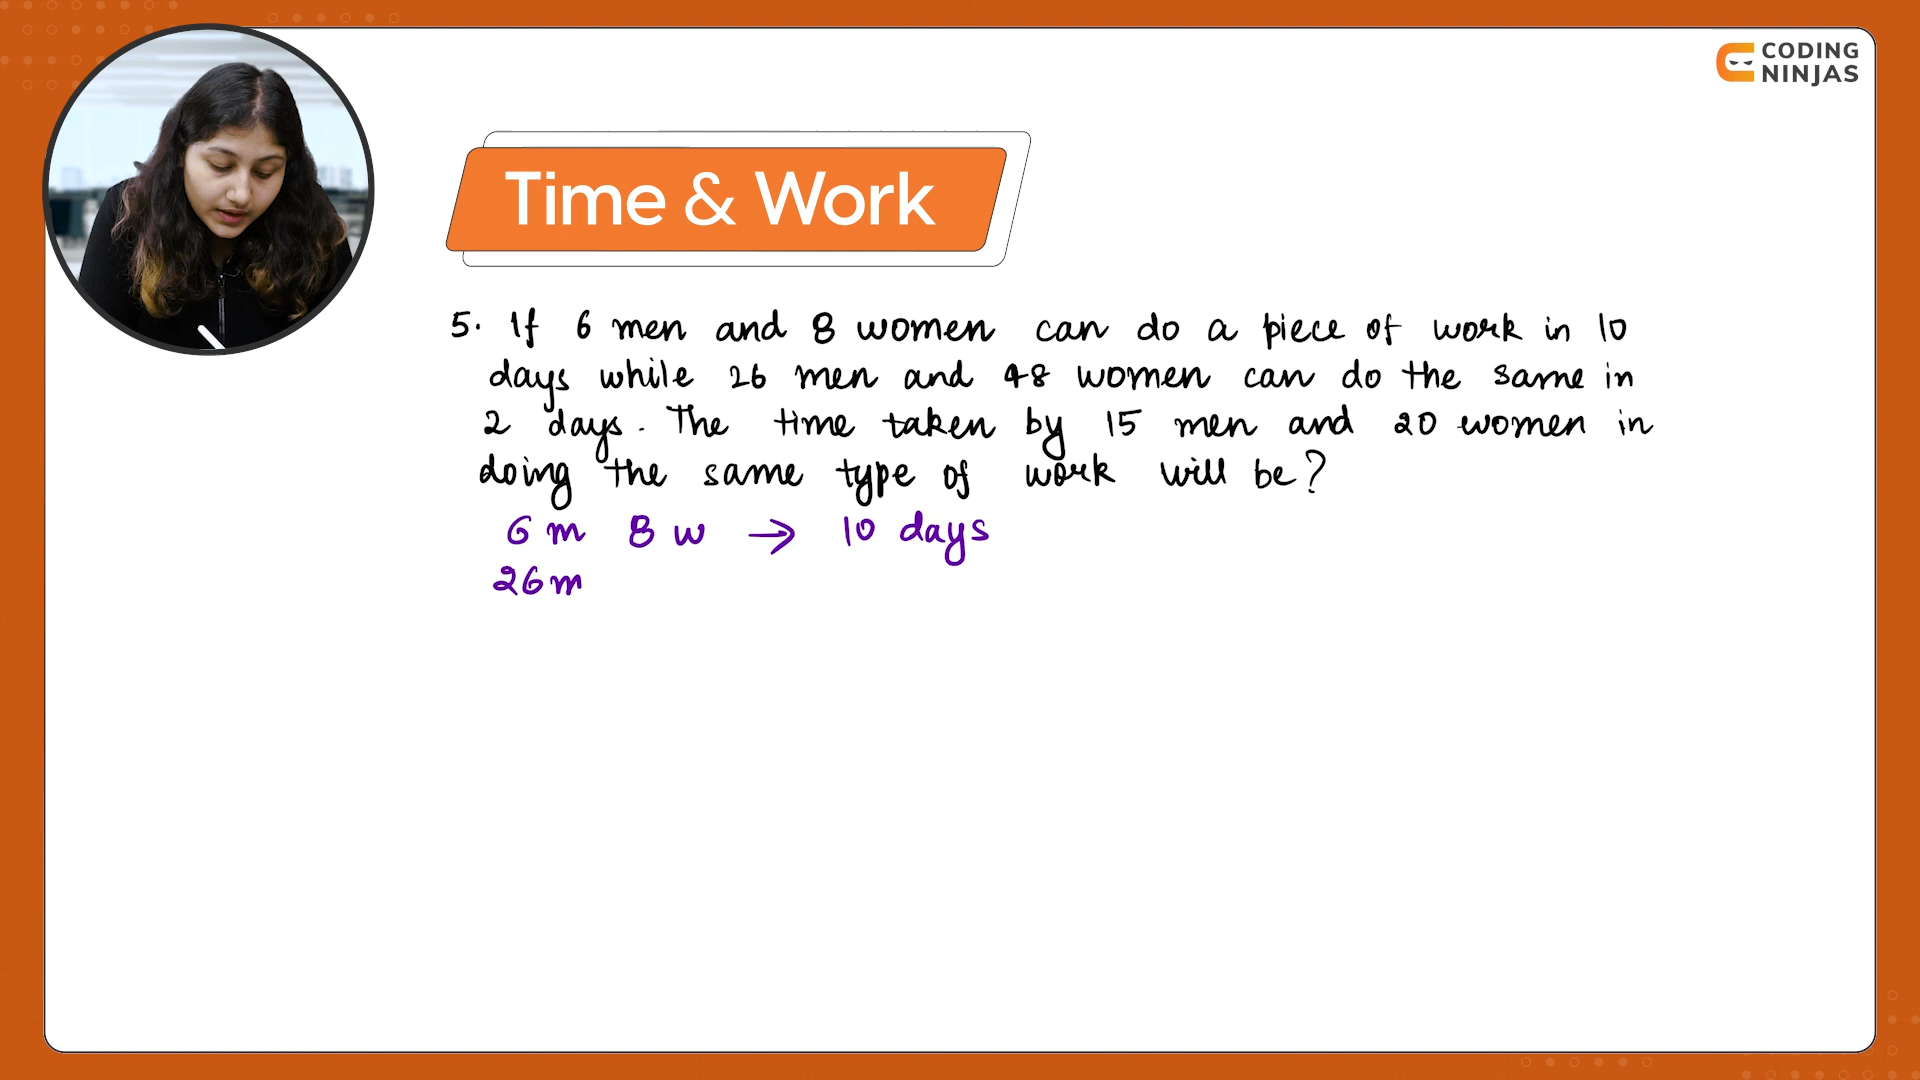 CODING
NINJAS
Time & Work
5. If 6 men and 8 women can do a piece of work in 10
days while 26 men and 48 women can do the same in
2 days. The time taken by 15 men and 20 women in
doing the same type of work will be?
6 m 8 w → 10 days
26m